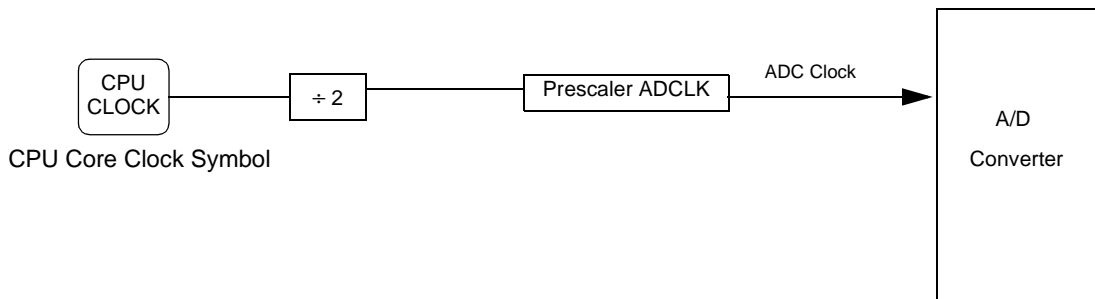 CPU
CLOCK
CPU Core Clock Symbol
÷ 2
Prescaler ADCLK
ADC Clock
A/D
Converter